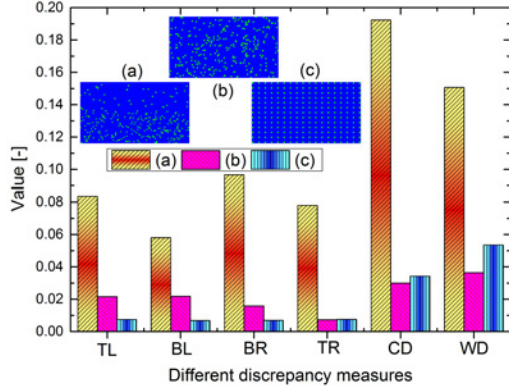 0.20
0.18
0.16
0.14
0.12
0.10
0.08
0.06
0.04
0.02
0.00
Value [-]
(a)
(b)
(c)
(a) (b) (c)
TL BL BR TR CD WD
Different discrepancy measures